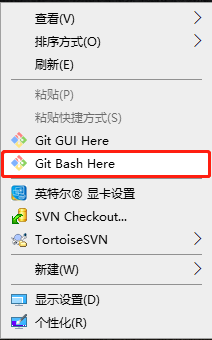 查看(V)
排序方式(O)
刷新(E)
粘贴(P)
粘贴快捷方式(S)
Git GUI Here
Git Bash Here
英特尔® 显卡设置
SVN Checkout...
TortoiseSVN
新建(W)
显示设置(D)
个性化(R)